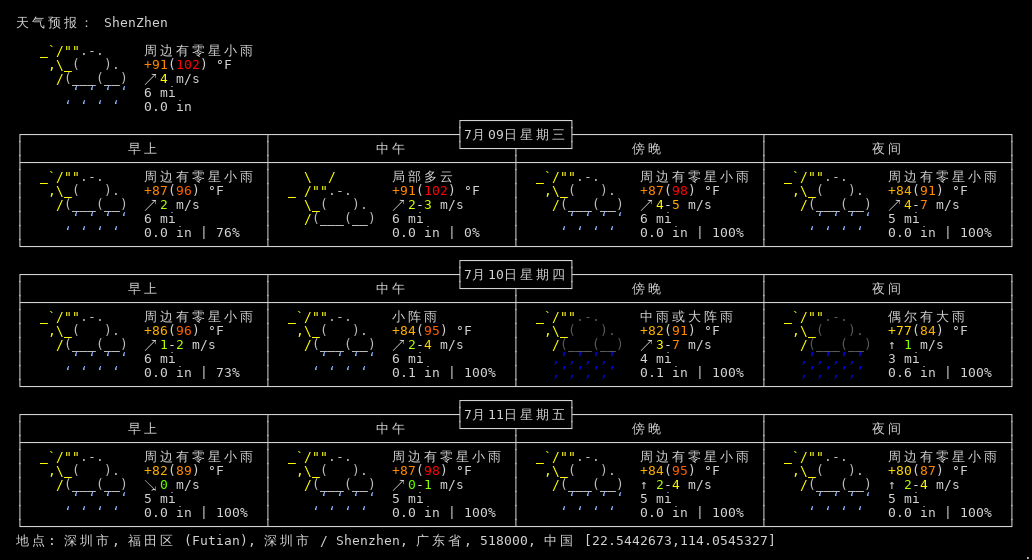 天气预报： ShenZhen
周边有零星小雨
+91(102) °F
↗4 m/s
6 mi
0.0 in
7月09日星期三
早上 中午 傍晚 夜间
周边有零星小雨 局部多云 周边有零星小雨 周边有零星小雨
+87(96) °F +91(102) °F +87(98) °F +84(91) °F
↗2 m/s ↗2-3 m/s ↗4-5 m/s ↗4-7 m/s
6 mi 6 mi 6 mi 5 mi
0.0 in | 76% 0.0 in | 0% 0.0 in | 100% 0.0 in | 100%
7月10日星期四
早上 中午 傍晚 夜间
周边有零星小雨 小阵雨 中雨或大阵雨 偶尔有大雨
+86(96) °F +84(95) °F +82(91) °F +77(84) °F
↗1-2 m/s ↗2-4 m/s ↗3-7 m/s ↑ 1 m/s
6 mi 6 mi 4 mi 3 mi
0.0 in | 73% 0.1 in | 100% 0.1 in | 100% 0.6 in | 100%
7月11日星期五
早上 中午 傍晚 夜间
周边有零星小雨 周边有零星小雨 周边有零星小雨 周边有零星小雨
+82(89) °F +87(98) °F +84(95) °F +80(87) °F
↘0 m/s ↗0-1 m/s ↑ 2-4 m/s ↑ 2-4 m/s
5 mi 5 mi 5 mi 5 mi
0.0 in | 100% 0.0 in | 100% 0.0 in | 100% 0.0 in | 100%
地点: 深圳市, 福田区 (Futian), 深圳市 / Shenzhen, 广东省, 518000, 中国 [22.5442673,114.0545327]